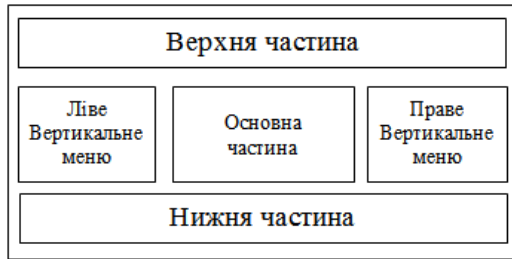 Верхня частина
Ліве
Вертикальне
меню
Основна
частина
Праве
Вертикальне
меню
Нижня частина